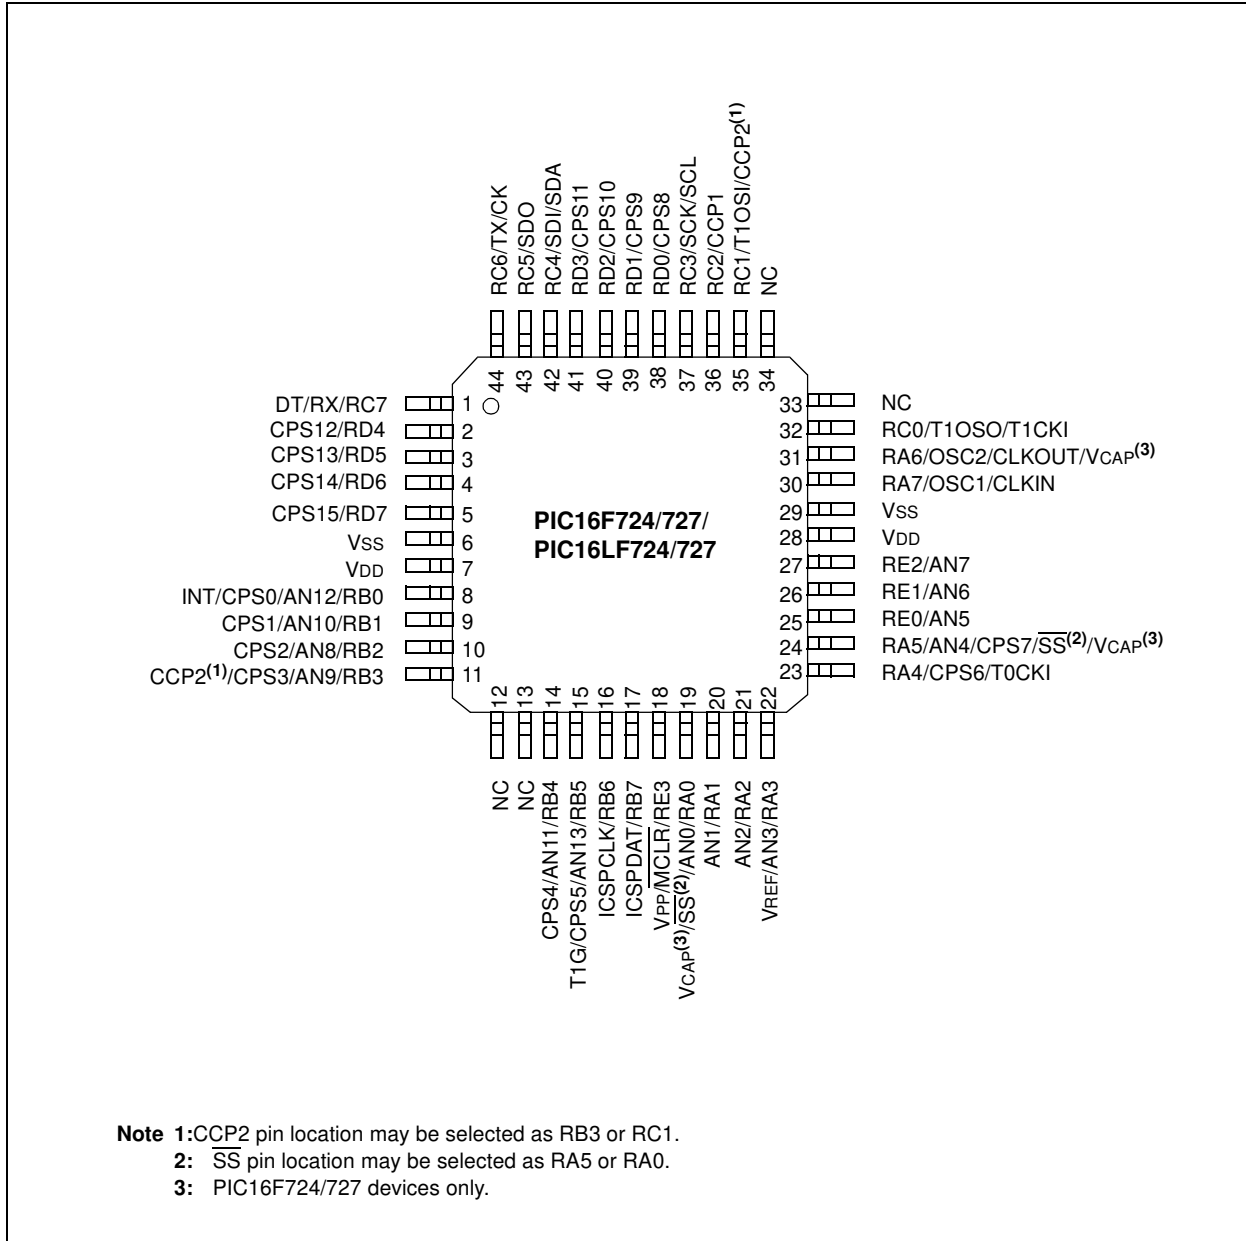 RC6/TX/CK
RC5/SDO
RC4/SDI/SDA
RD3/CPS11
RD2/CPS10
RD1/CPS9
RD0/CPS8
RC3/SCK/SCL
RC2/CCP1
RC1/T1OSI/CCP2(1)
NC
44
43
42
41
40
39
38
37
36
35
34
DT/RX/RC7 1
CPS12/RD4 2
CPS13/RD5 3
CPS14/RD6 4
CPS15/RD7 5
VSS 6
VDD 7
INT/CPS0/AN12/RB0 8
CPS1/AN10/RB1 9
CPS2/AN8/RB2 10
CCP2(1)/CPS3/AN9/RB3 11
PIC16F724/727/
PIC16LF724/727
33 NC
32 RC0/T1OSO/T1CKI
31 RA6/OSC2/CLKOUT/VCAP(3)
30 RA7/OSC1/CLKIN
29 VSS
28 VDD
27 RE2/AN7
26 RE1/AN6
25 RE0/AN5
24 RA5/AN4/CPS7/SS(2)/VCAP(3)
23 RA4/CPS6/T0CKI
12
13
14
15
16
17
18
19
20
21
22
NC
NC
CPS4/AN11/RB4
T1G/CPS5/AN13/RB5
ICSPCLK/RB6
ICSPDAT/RB7
VPP/MCLR/RE3
VCAP(3)/SS(2)/AN0/RA0
AN1/RA1
AN2/RA2
VREF/AN3/RA3
Note 1:CCP2 pin location may be selected as RB3 or RC1.
2: SS pin location may be selected as RA5 or RA0.
3: PIC16F724/727 devices only.